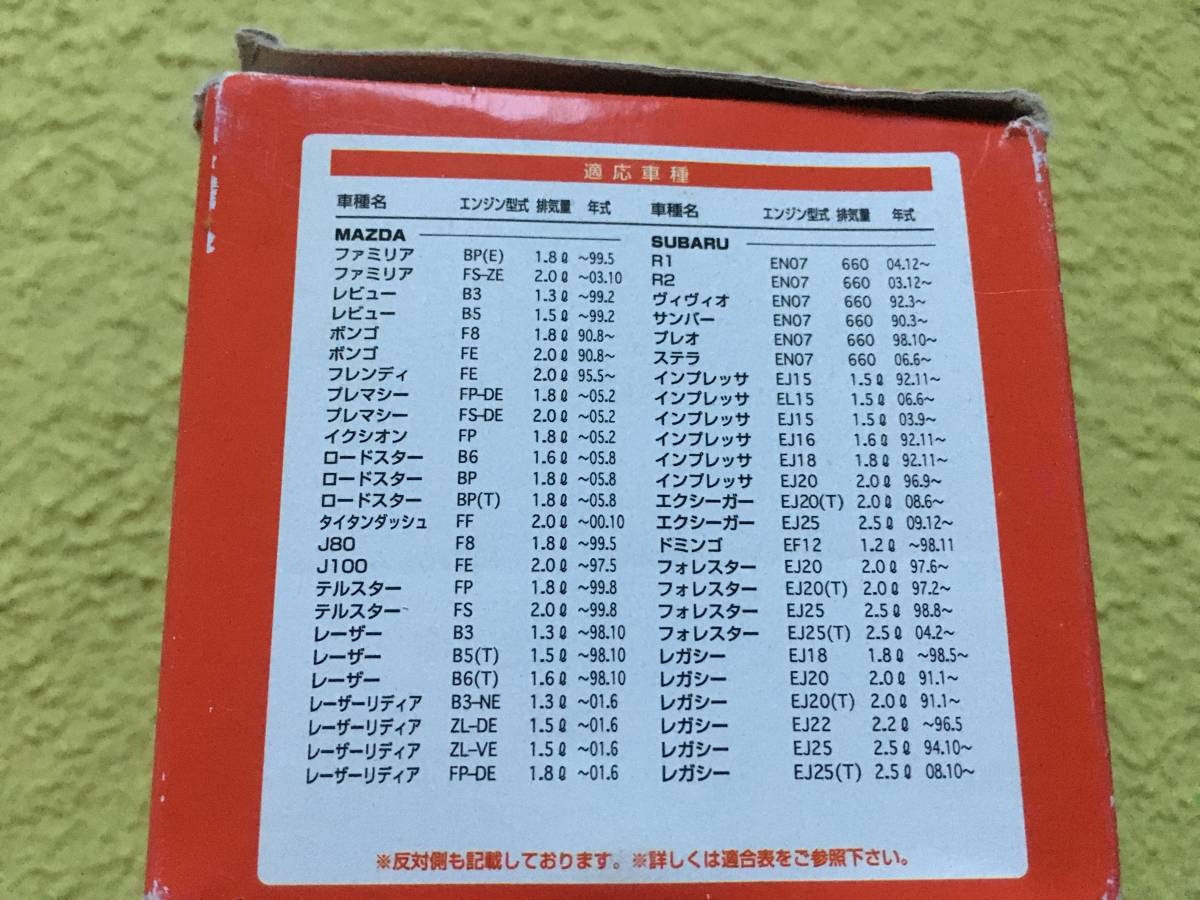 適応車種
車種名 エンジン型式 排気量 年式
MAZDA
ファミリア BP(E) 1.8ℓ ~99.5
ファミリア FS-ZE 2.0ℓ ~03.10
レビュー B3 1.3ℓ ~99.2
レビュー B5 1.5ℓ ~99.2
ボンゴ F8 1.8ℓ 90.8~
ボンゴ FE 2.0ℓ 90.8~
フレンディ FE 2.0ℓ 95.5~
プレマシー FP-DE 1.8ℓ ~05.2
プレマシー FS-DE 2.0ℓ ~05.2
イクシオン FP 1.8ℓ ~05.2
ロードスター B6 1.6ℓ ~05.8
ロードスター BP 1.8ℓ ~05.8
ロードスター BP(T) 1.8ℓ ~05.8
タイタンダッシュ FF 2.0ℓ ~00.10
J80 F8 1.8ℓ ~99.5
J100 FE 2.0ℓ ~97.5
テルスター FP 1.8ℓ ~99.8
テルスター FS 2.0ℓ ~99.8
レーザー B3 1.3ℓ ~98.10
レーザー B5(T) 1.5ℓ ~98.10
レーザー B6(T) 1.6ℓ ~98.10
レーザーリディア B3-NE 1.3ℓ ~01.6
レーザーリディア ZL-DE 1.5ℓ ~01.6
レーザーリディア ZL-VE 1.5ℓ ~01.6
レーザーリディア FP-DE 1.8ℓ ~01.6
車種名 エンジン型式 排気量 年式
SUBARU
R1 EN07 660 04.12~
R2 EN07 660 03.12~
ヴィヴィオ EN07 660 92.3~
サンバー EN07 660 90.3~
プレオ EN07 660 98.10~
ステラ EN07 660 06.6~
インプレッサ EJ15 1.5ℓ 92.11~
インプレッサ EL15 1.5ℓ 06.6~
インプレッサ EJ15 1.5ℓ 03.9~
インプレッサ EJ16 1.6ℓ 92.11~
インプレッサ EJ18 1.8ℓ 92.11~
インプレッサ EJ20 2.0ℓ 96.9~
エクシーガー EJ20(T) 2.0ℓ 08.6~
エクシーガー EJ25 2.5ℓ 09.12~
ドミンゴ EF12 1.2ℓ ~98.11
フォレスター EJ20 2.0ℓ 97.6~
フォレスター EJ20(T) 2.0ℓ 97.2~
フォレスター EJ25 2.5ℓ 98.8~
フォレスター EJ25(T) 2.5ℓ 04.2~
レガシー EJ18 1.8ℓ ~98.5~
レガシー EJ20 2.0ℓ 91.1~
レガシー EJ20(T) 2.0ℓ 91.1~
レガシー EJ22 2.2ℓ ~96.5
レガシー EJ25 2.5ℓ 94.10~
レガシー EJ25(T) 2.5ℓ 08.10~
※反対側も記載しております。※詳しくは適合表をご参照下さい。